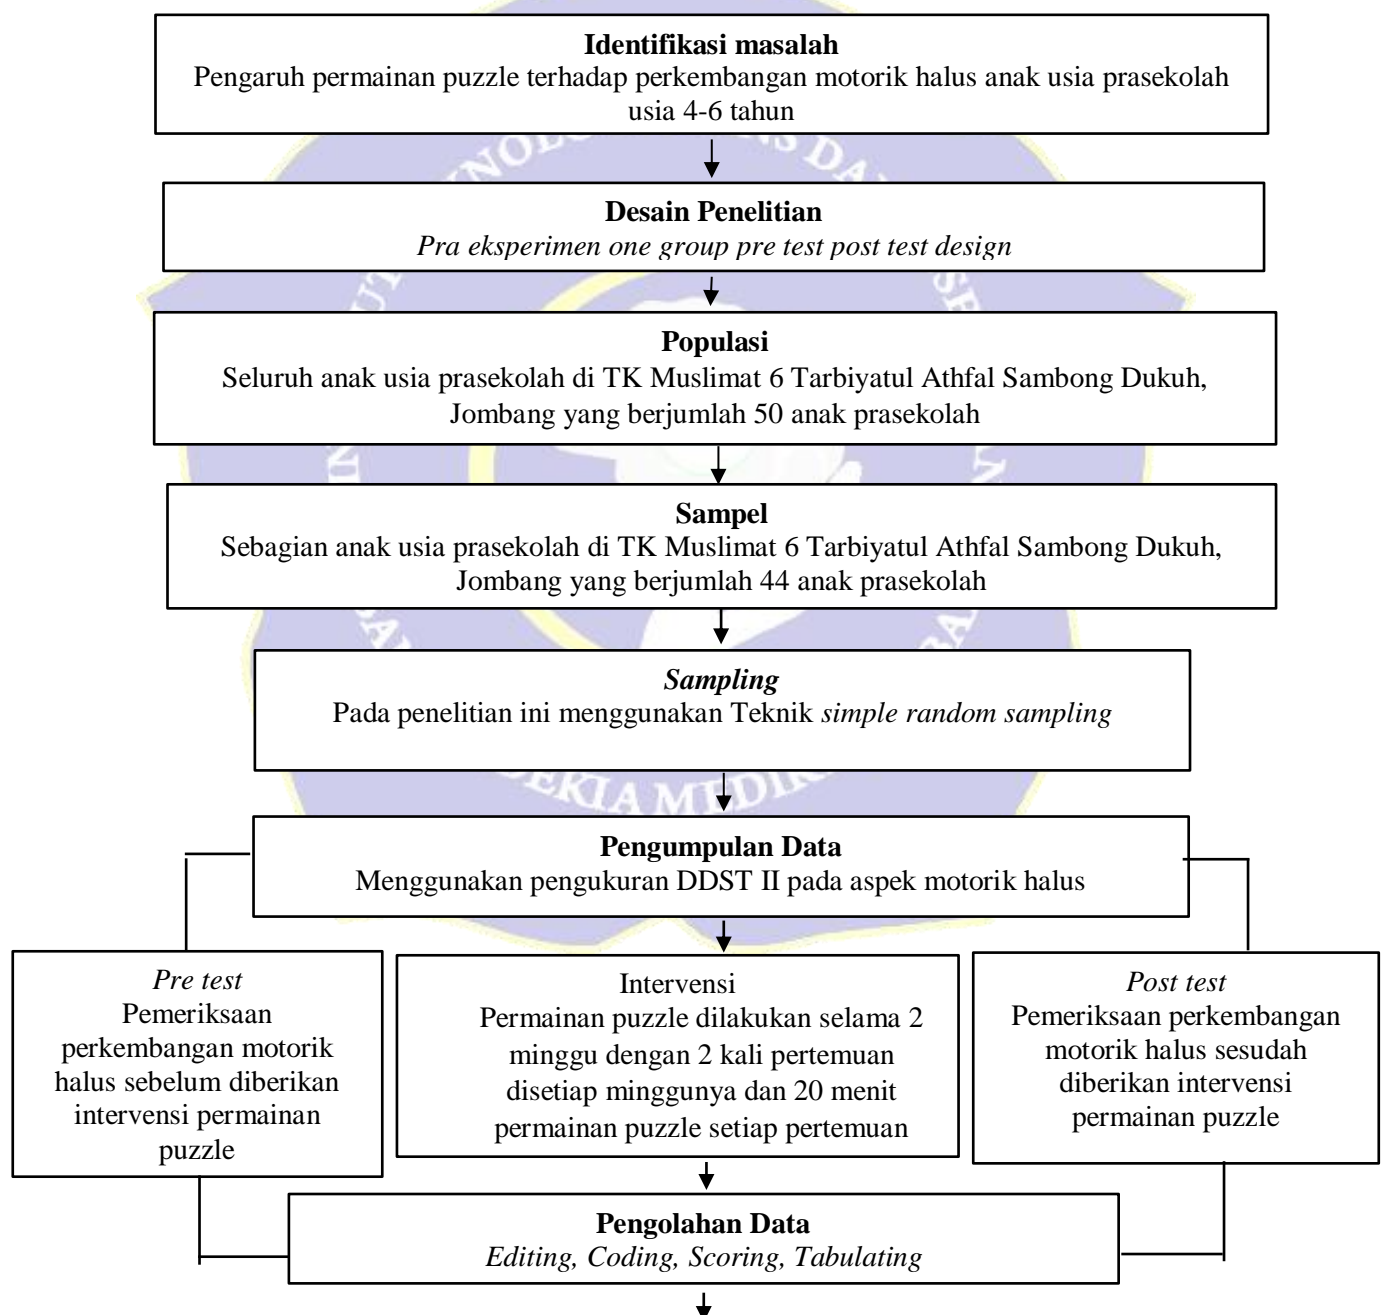 Identifikasi masalah
Pengaruh permainan puzzle terhadap perkembangan motorik halus anak usia prasekolah
usia 4-6 tahun
Desain Penelitian
Pra eksperimen one group pre test post test design
Populasi
Seluruh anak usia prasekolah di TK Muslimat 6 Tarbiyatul Athfal Sambong Dukuh,
Jombang yang berjumlah 50 anak prasekolah
Sampel
Sebagian anak usia prasekolah di TK Muslimat 6 Tarbiyatul Athfal Sambong Dukuh,
Jombang yang berjumlah 44 anak prasekolah
Sampling
Pada penelitian ini menggunakan Teknik simple random sampling
Pengumpulan Data
Menggunakan pengukuran DDST II pada aspek motorik halus
Pre test
Pemeriksaan
perkembangan motorik
halus sebelum diberikan
intervensi permainan
puzzle
Intervensi
Permainan puzzle dilakukan selama 2
minggu dengan 2 kali pertemuan
disetiap minggunya dan 20 menit
permainan puzzle setiap pertemuan
Post test
Pemeriksaan perkembangan
motorik halus sesudah
diberikan intervensi
permainan puzzle
Pengolahan Data
Editing, Coding, Scoring, Tabulating